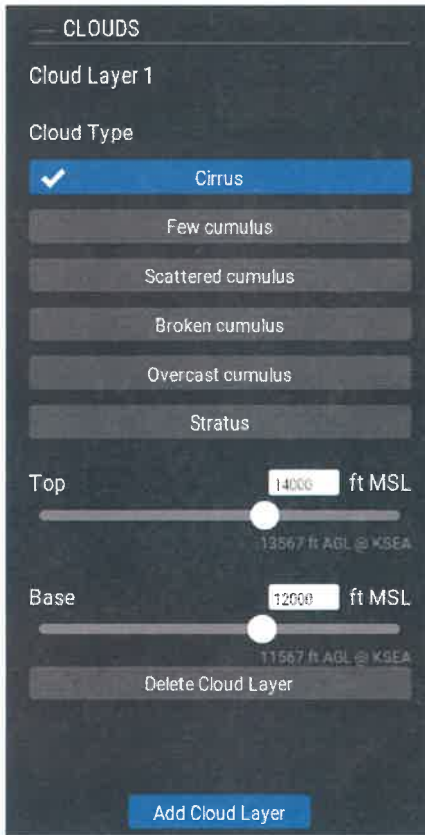 CLOUDS
Cloud Layer 1
Cloud Type
Cirrus
Few cumulus
Scattered cumulus
Broken cumulus
Overcast cumulus
Stratus
Top 14000 ft MSL
13567 ft AGL @ KSEA
Base 12000 ft MSL
11567 ft AGL @ KSEA
Delete Cloud Layer
Add Cloud Layer